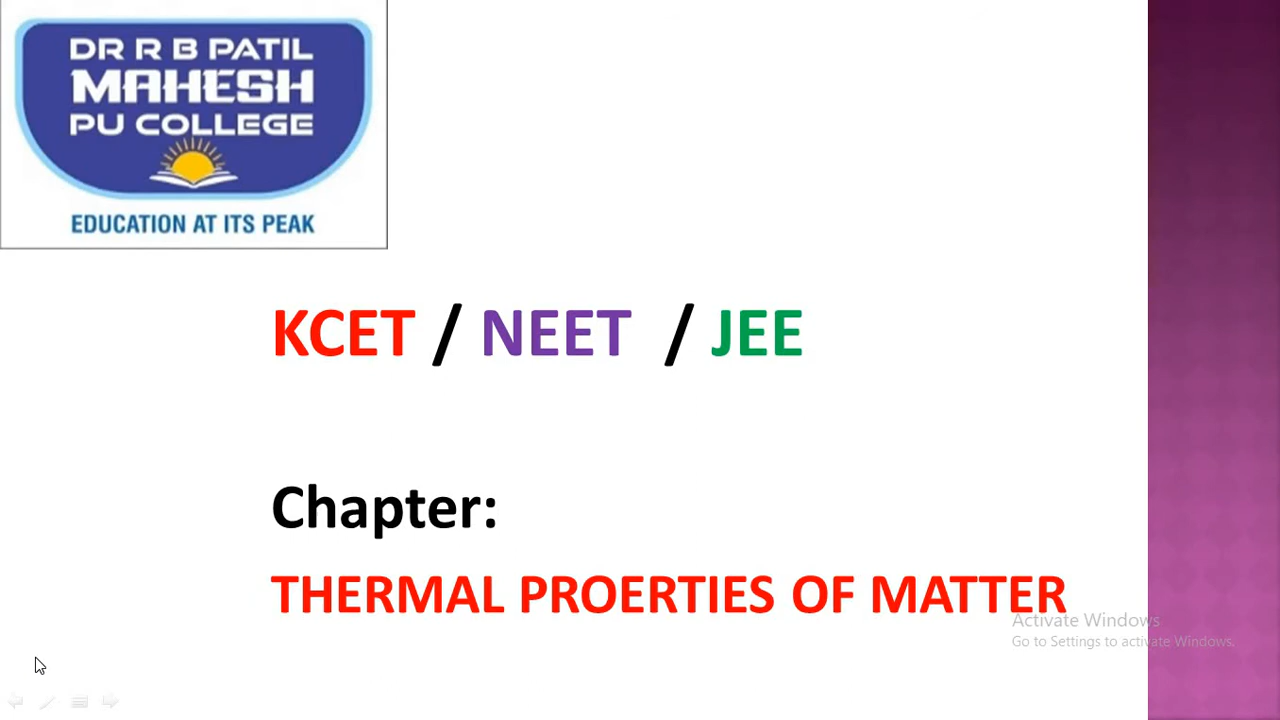 DR R B PATIL
MAHESH
PU COLLEGE
EDUCATION AT ITS PEAK
KCET / NEET / JEE
Chapter:
THERMAL PROERTIES OF MATTER
Activate Windows
Go to Settings to activate Windows.